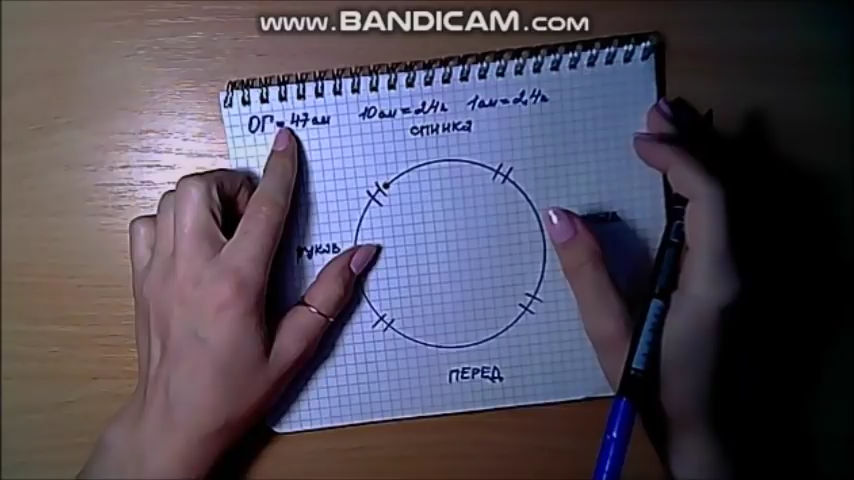 www.BANDICAM.com
ОГ=47см 10см=24п 1см=2,4п
СПИНКА
рукав
ПЕРЕД